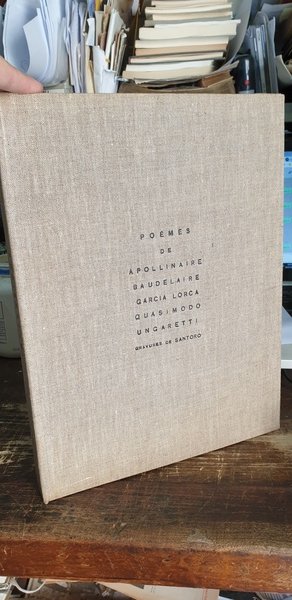 POÈMES
DE
APOLLINAIRE
BAUDELAIRE
GARCIA LORCA
QUASIMODO
UNGARETTI
GRAVURES DE SANTORO